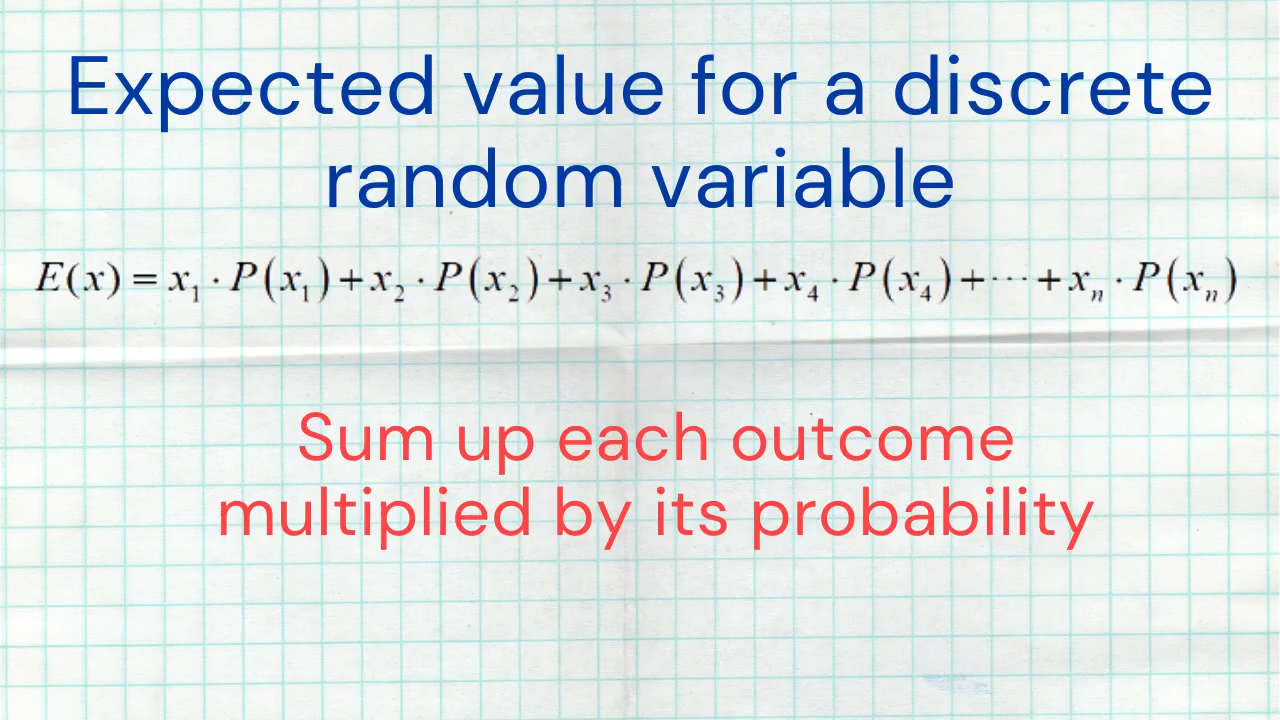 Expected value for a discrete
random variable
E(x) = x₁ · P(x₁) + x₂ · P(x₂) + x₃ · P(x₃) + x₄ · P(x₄) + ··· + xₙ · P(xₙ)
Sum up each outcome
multiplied by its probability